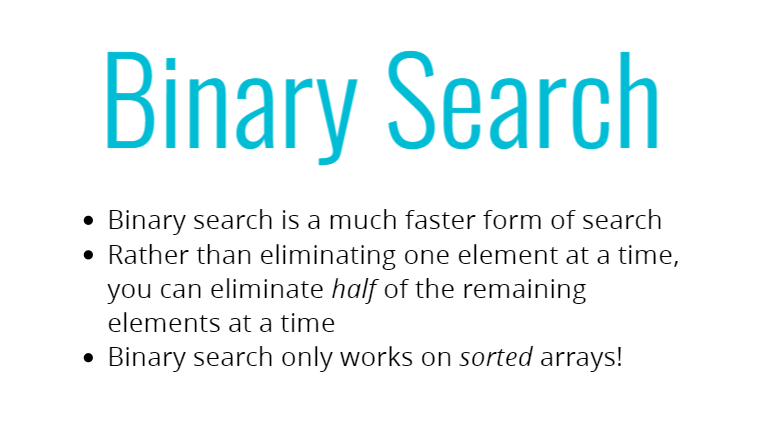 Binary Search
• Binary search is a much faster form of search
• Rather than eliminating one element at a time,
you can eliminate half of the remaining
elements at a time
• Binary search only works on sorted arrays!